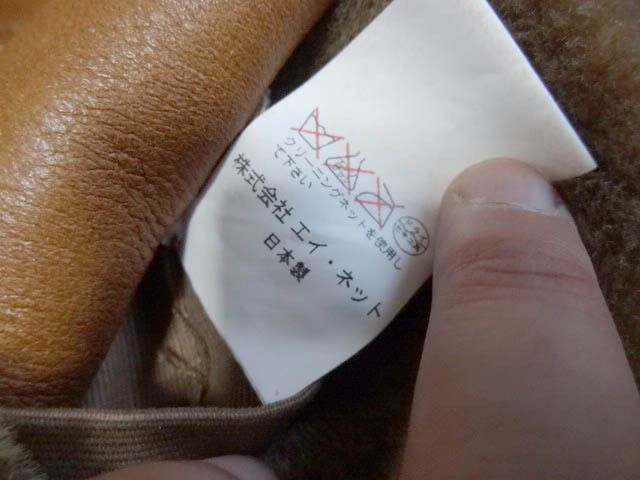 クリーニングネットを使用し
て下さい
株式会社 エイ・ネット
日本製